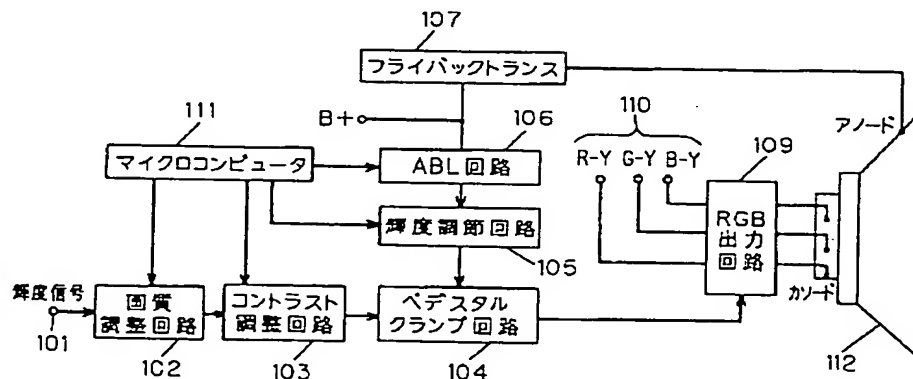 107
フライバックトランス
B+
111
マイクロコンピュータ
106
ABL回路
110
R-Y G-Y B-Y
109
アノード
RGB
出力
回路
輝度調節回路
105
カソード
輝度信号
101
画質
調整回路
102
コントラスト
調整回路
103
ペデスタル
クランプ回路
104
112